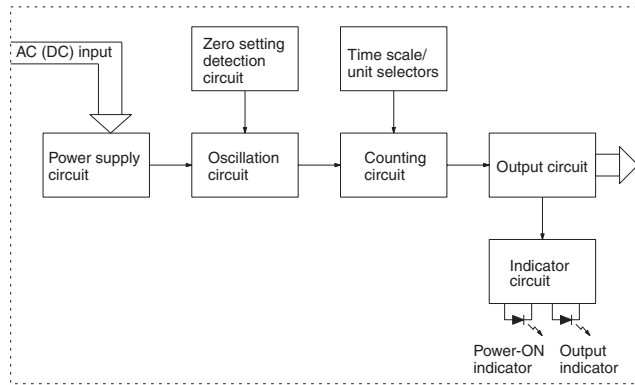 AC (DC) input
Zero setting
detection
circuit
Time scale/
unit selectors
Power supply
circuit
Oscillation
circuit
Counting
circuit
Output circuit
Indicator
circuit
Power-ON
indicator
Output
indicator